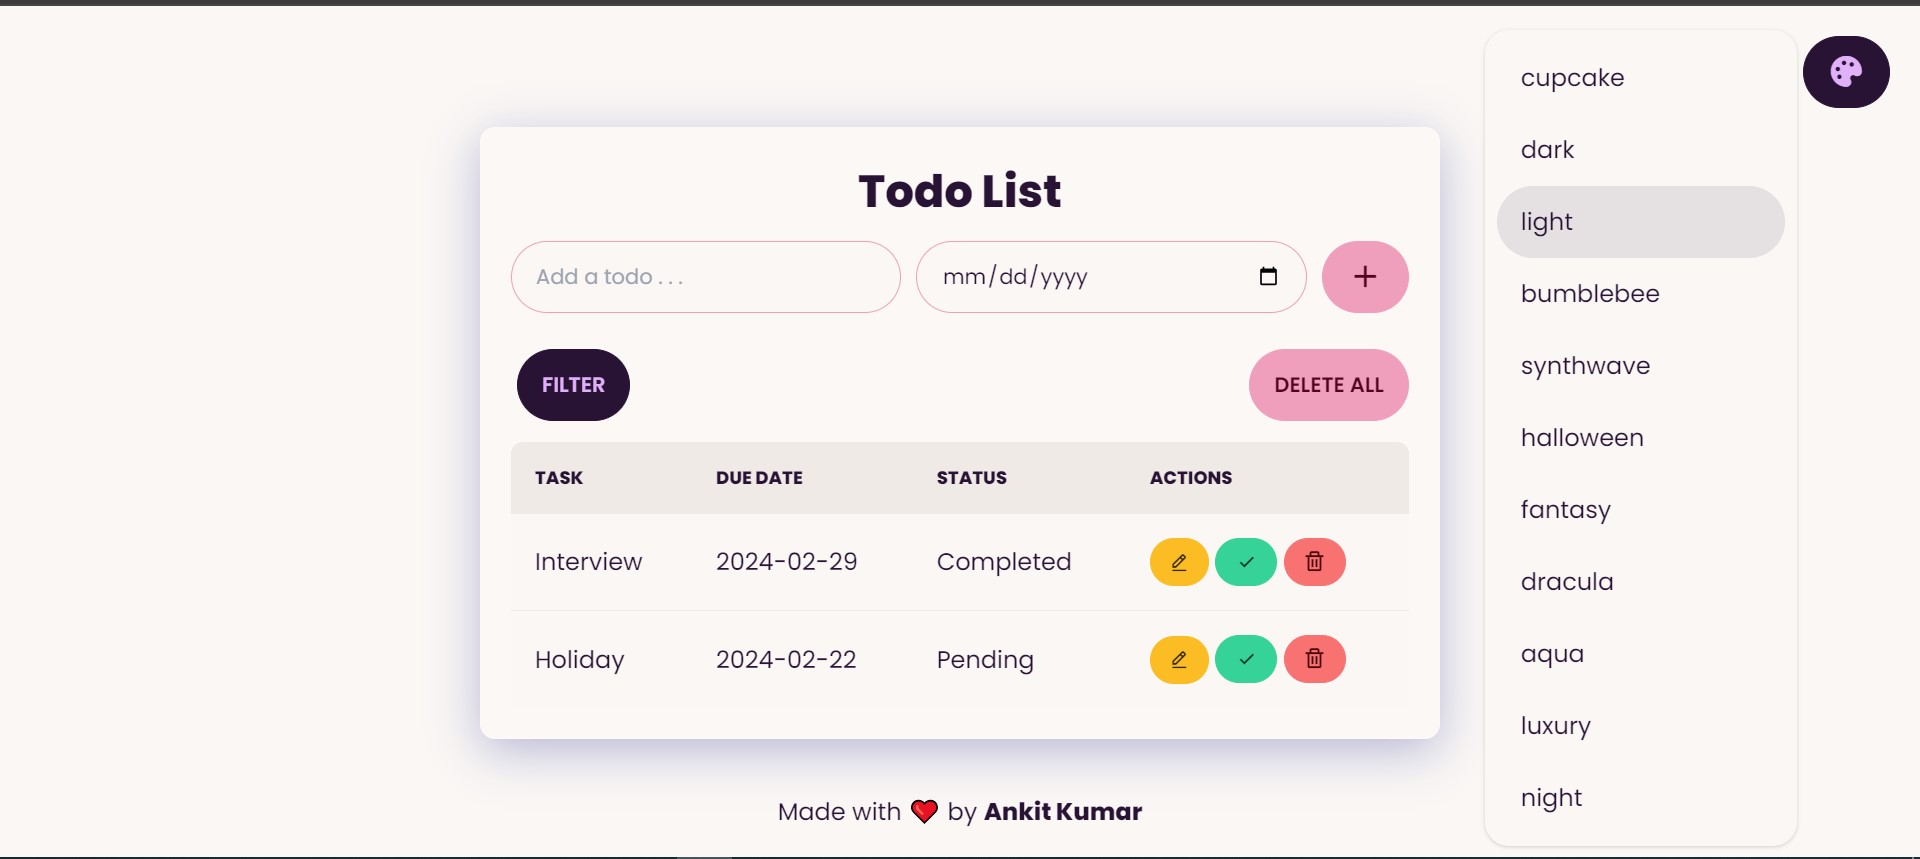 Todo List
Add a todo . . .
mm/dd/yyyy
FILTER
DELETE ALL
TASK DUE DATE STATUS ACTIONS
Interview 2024-02-29 Completed
Holiday 2024-02-22 Pending
Made with ❤️ by Ankit Kumar
cupcake
dark
light
bumblebee
synthwave
halloween
fantasy
dracula
aqua
luxury
night